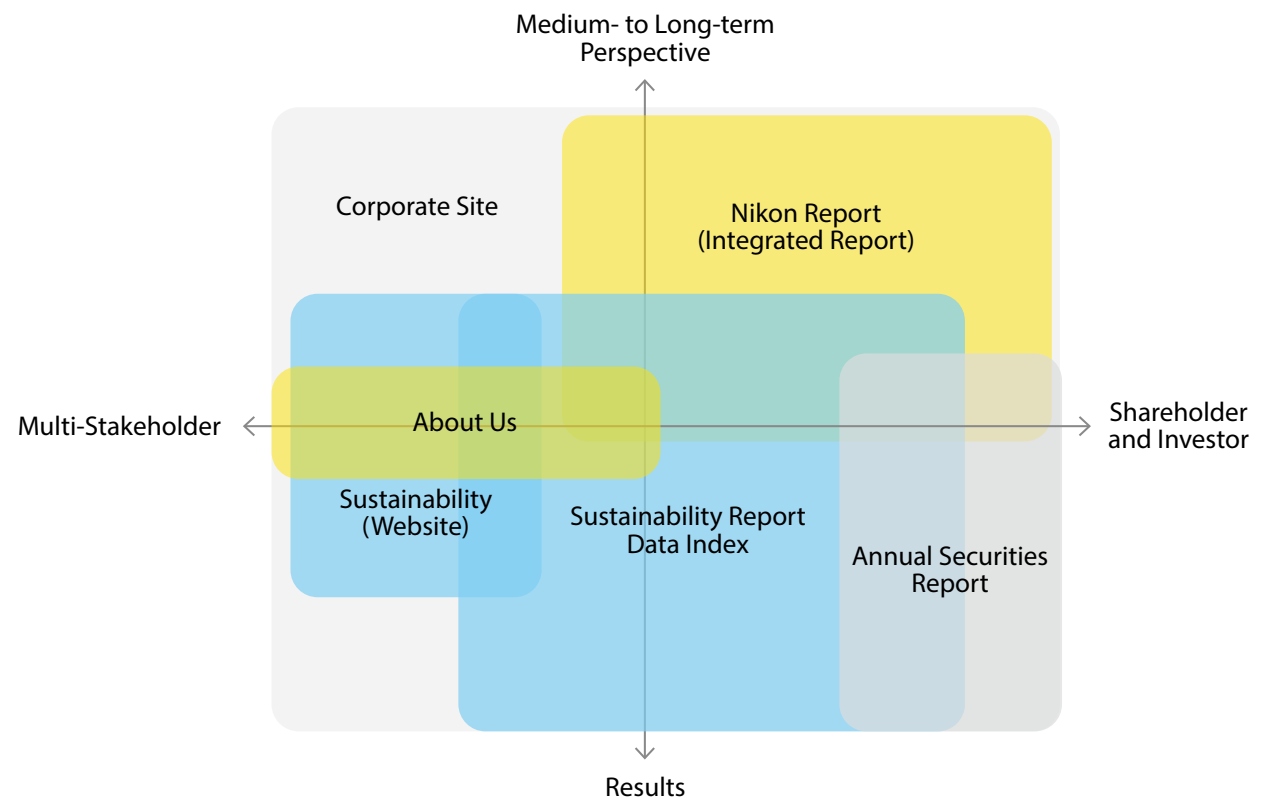 Medium- to Long-term
Perspective
Corporate Site
Nikon Report
(Integrated Report)
Multi-Stakeholder
About Us
Shareholder
and Investor
Sustainability
(Website)
Sustainability Report
Data Index
Annual Securities
Report
Results